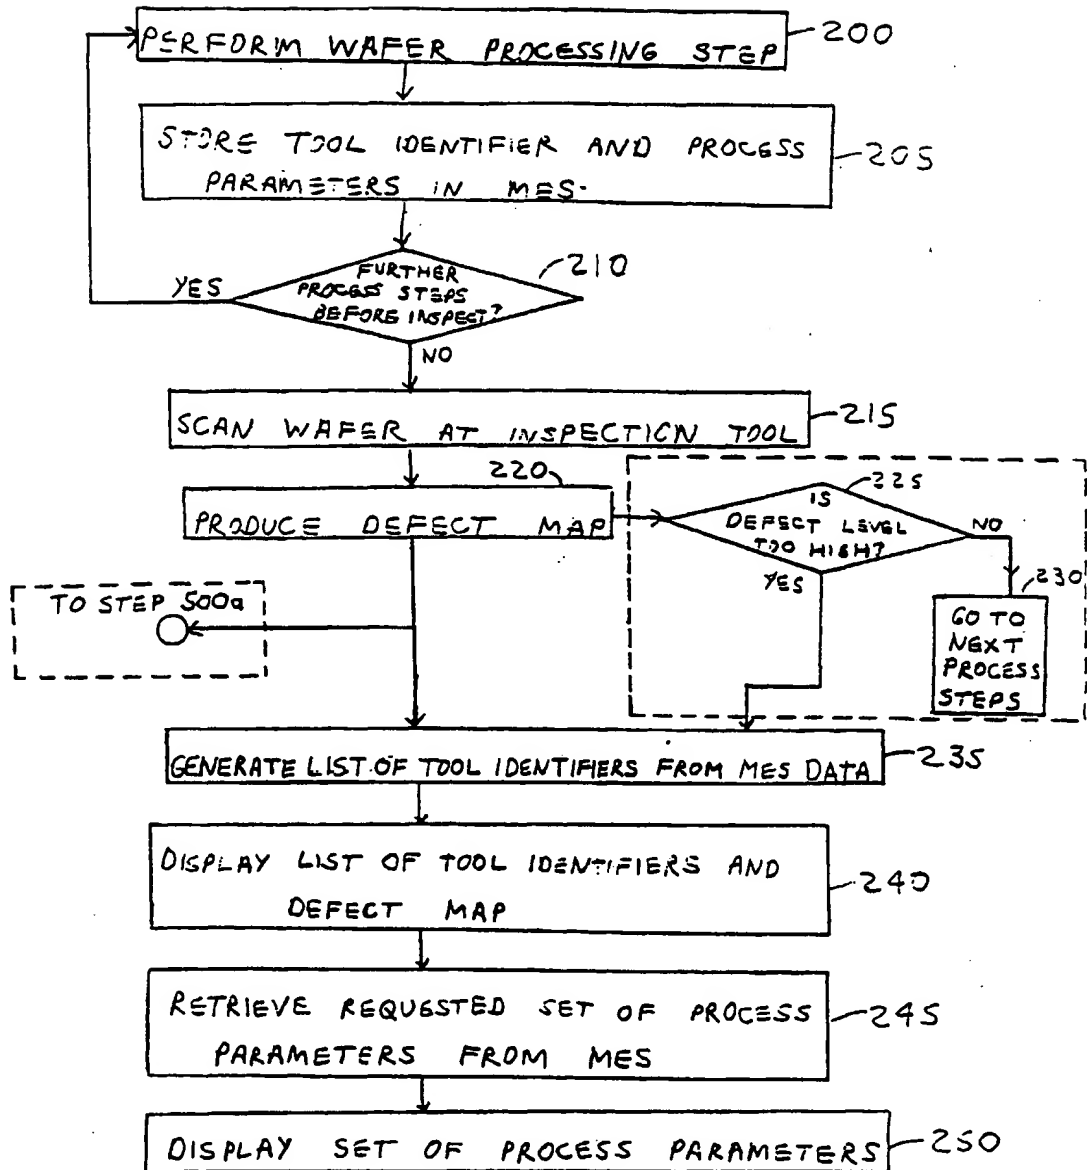 PERFORM WAFER PROCESSING STEP
200
STORE TOOL IDENTIFIER AND PROCESS
PARAMETERS IN MES.
205
FURTHER
PROCESS STEPS
BEFORE INSPECT?
210
YES
NO
SCAN WAFER AT INSPECTION TOOL
215
PRODUCE DEFECT MAP
220
IS
DEFECT LEVEL
TOO HIGH?
225
NO
YES
230
GO TO
NEXT
PROCESS
STEPS
TO STEP 500a
GENERATE LIST OF TOOL IDENTIFIERS FROM MES DATA
235
DISPLAY LIST OF TOOL IDENTIFIERS AND
DEFECT MAP
240
RETRIEVE REQUESTED SET OF PROCESS
PARAMETERS FROM MES
245
DISPLAY SET OF PROCESS PARAMETERS
250